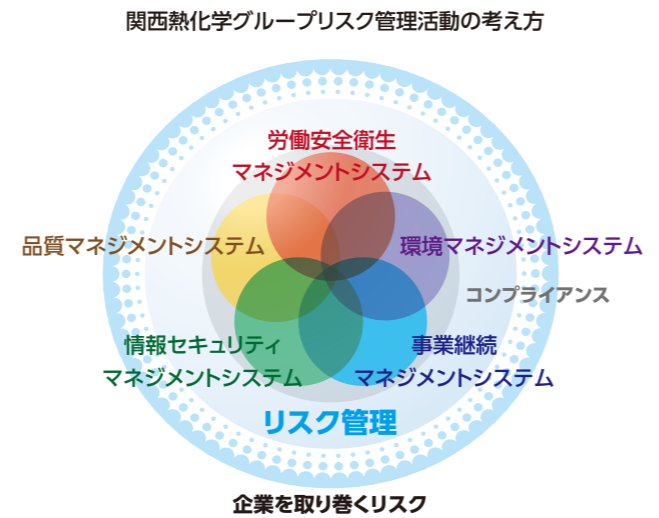 関西熱化学グループリスク管理活動の考え方
労働安全衛生
マネジメントシステム
品質マネジメントシステム
環境マネジメントシステム
コンプライアンス
情報セキュリティ
マネジメントシステム
事業継続
マネジメントシステム
リスク管理
企業を取り巻くリスク